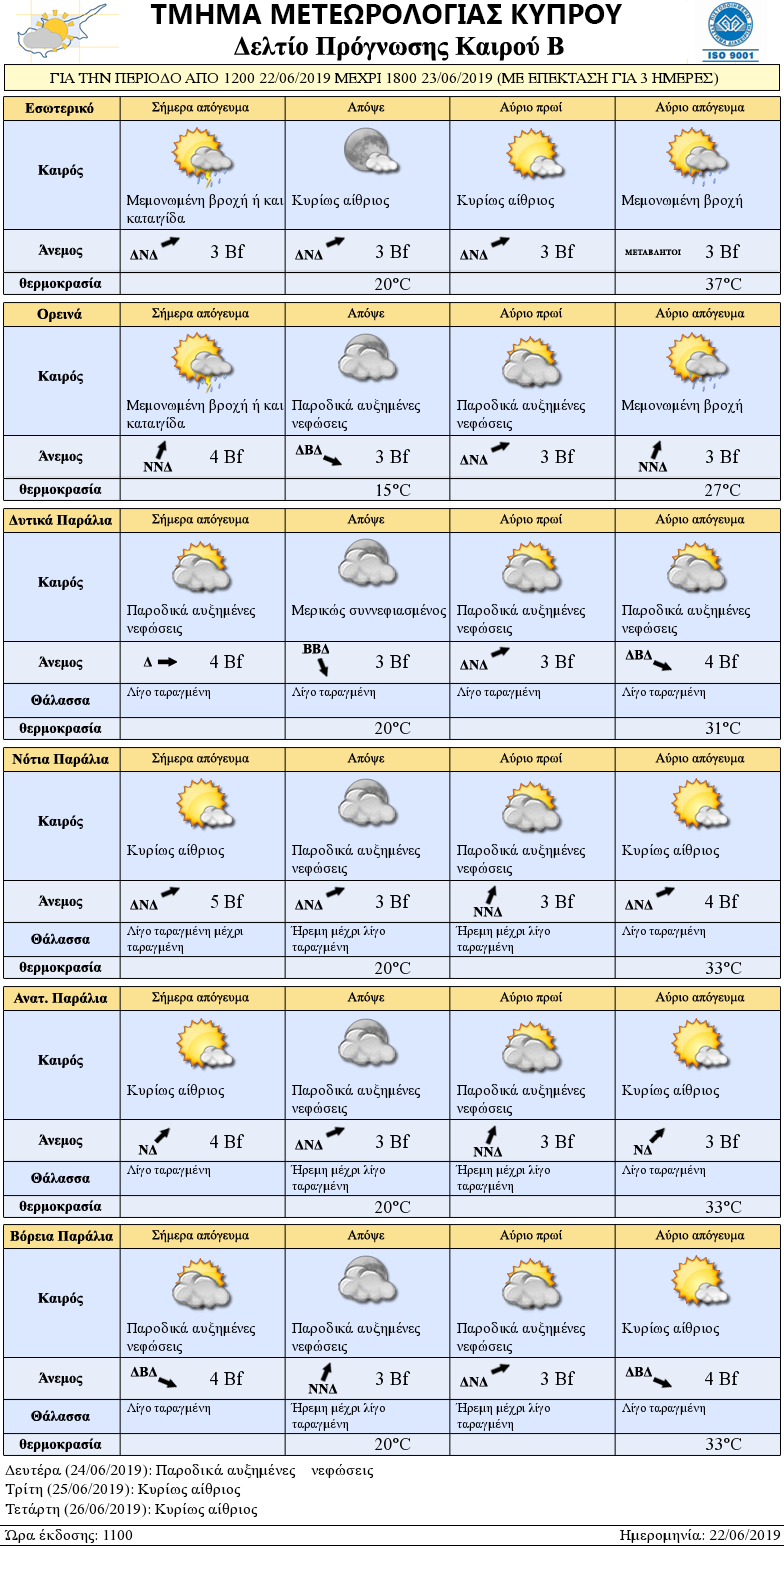 ΤΜΗΜΑ ΜΕΤΕΩΡΟΛΟΓΙΑΣ ΚΥΠΡΟΥ
Δελτίο Πρόγνωσης Καιρού Β
ISO 9001
ΓΙΑ ΤΗΝ ΠΕΡΙΟΔΟ ΑΠΟ 1200 22/06/2019 ΜΕΧΡΙ 1800 23/06/2019 (ΜΕ ΕΠΕΚΤΑΣΗ ΓΙΑ 3 ΗΜΕΡΕΣ)
Εσωτερικό Σήμερα απόγευμα Απόψε Αύριο πρωί Αύριο απόγευμα
Καιρός
Μεμονωμένη βροχή ή και Κυρίως αίθριος Κυρίως αίθριος Μεμονωμένη βροχή
καταιγίδα
Άνεμος ΔΝΔ 3 Bf ΔΝΔ 3 Bf ΔΝΔ 3 Bf ΜΕΤΑΒΛΗΤΟΙ 3 Bf
θερμοκρασία 20°C 37°C
Ορεινά Σήμερα απόγευμα Απόψε Αύριο πρωί Αύριο απόγευμα
Καιρός
Μεμονωμένη βροχή ή και Παροδικά αυξημένες Παροδικά αυξημένες Μεμονωμένη βροχή
καταιγίδα νεφώσεις νεφώσεις
Άνεμος ΝΝΔ 4 Bf ΔΒΔ 3 Bf ΔΝΔ 3 Bf ΝΝΔ 3 Bf
θερμοκρασία 15°C 27°C
Δυτικά Παράλια Σήμερα απόγευμα Απόψε Αύριο πρωί Αύριο απόγευμα
Καιρός
Παροδικά αυξημένες Μερικώς συννεφιασμένος Παροδικά αυξημένες Παροδικά αυξημένες
νεφώσεις νεφώσεις νεφώσεις
Άνεμος Δ 4 Bf ΒΒΔ 3 Bf ΔΝΔ 3 Bf ΔΒΔ 4 Bf
Θάλασσα Λίγο ταραγμένη Λίγο ταραγμένη Λίγο ταραγμένη Λίγο ταραγμένη
θερμοκρασία 20°C 31°C
Νότια Παράλια Σήμερα απόγευμα Απόψε Αύριο πρωί Αύριο απόγευμα
Καιρός
Κυρίως αίθριος Παροδικά αυξημένες Παροδικά αυξημένες Κυρίως αίθριος
νεφώσεις νεφώσεις
Άνεμος ΔΝΔ 5 Bf ΔΝΔ 3 Bf ΝΝΔ 3 Bf ΔΝΔ 4 Bf
Θάλασσα Λίγο ταραγμένη μέχρι Ήρεμη μέχρι λίγο Ήρεμη μέχρι λίγο Λίγο ταραγμένη
ταραγμένη ταραγμένη ταραγμένη
θερμοκρασία 20°C 33°C
Ανατ. Παράλια Σήμερα απόγευμα Απόψε Αύριο πρωί Αύριο απόγευμα
Καιρός
Κυρίως αίθριος Παροδικά αυξημένες Παροδικά αυξημένες Κυρίως αίθριος
νεφώσεις νεφώσεις
Άνεμος ΝΔ 4 Bf ΔΝΔ 3 Bf ΝΝΔ 3 Bf ΝΔ 3 Bf
Θάλασσα Λίγο ταραγμένη Ήρεμη μέχρι λίγο Ήρεμη μέχρι λίγο Λίγο ταραγμένη
ταραγμένη ταραγμένη
θερμοκρασία 20°C 33°C
Βόρεια Παράλια Σήμερα απόγευμα Απόψε Αύριο πρωί Αύριο απόγευμα
Καιρός
Παροδικά αυξημένες Παροδικά αυξημένες Παροδικά αυξημένες Κυρίως αίθριος
νεφώσεις νεφώσεις νεφώσεις
Άνεμος ΔΒΔ 4 Bf ΝΝΔ 3 Bf ΔΝΔ 3 Bf ΔΒΔ 4 Bf
Θάλασσα Λίγο ταραγμένη Ήρεμη μέχρι λίγο Ήρεμη μέχρι λίγο Λίγο ταραγμένη
ταραγμένη ταραγμένη
θερμοκρασία 20°C 33°C
Δευτέρα (24/06/2019): Παροδικά αυξημένες νεφώσεις
Τρίτη (25/06/2019): Κυρίως αίθριος
Τετάρτη (26/06/2019): Κυρίως αίθριος
Ώρα έκδοσης: 1100 Ημερομηνία: 22/06/2019